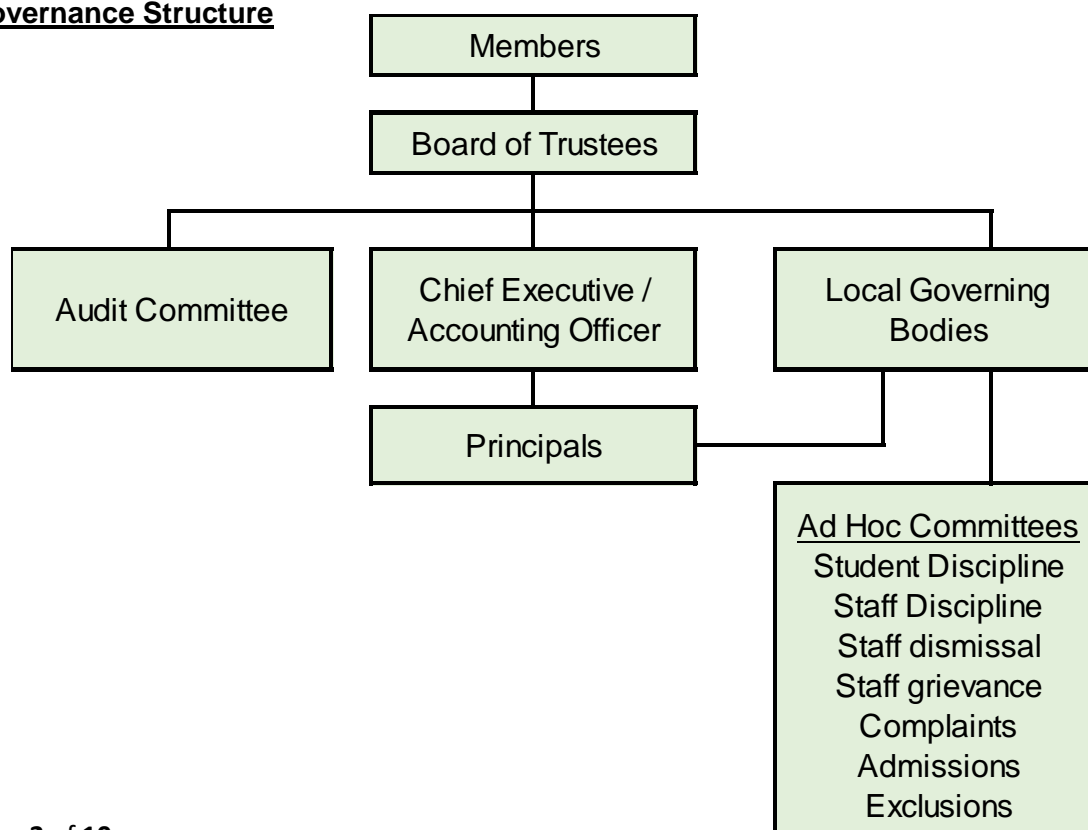 overnance Structure
Members
Board of Trustees
Audit Committee
Chief Executive /
Accounting Officer
Local Governing
Bodies
Principals
Ad Hoc Committees
Student Discipline
Staff Discipline
Staff dismissal
Staff grievance
Complaints
Admissions
Exclusions
of 10